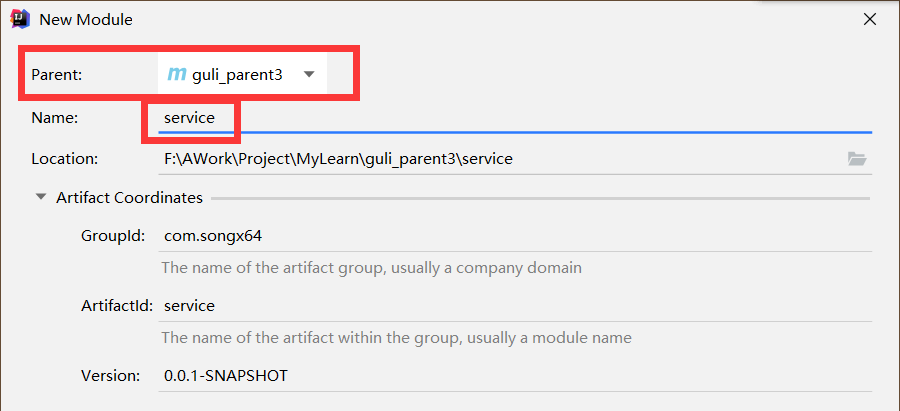 New Module
Parent: m guli_parent3
Name: service
Location: F:\AWork\Project\MyLearn\guli_parent3\service
Artifact Coordinates
GroupId: com.songx64
The name of the artifact group, usually a company domain
ArtifactId: service
The name of the artifact within the group, usually a module name
Version: 0.0.1-SNAPSHOT